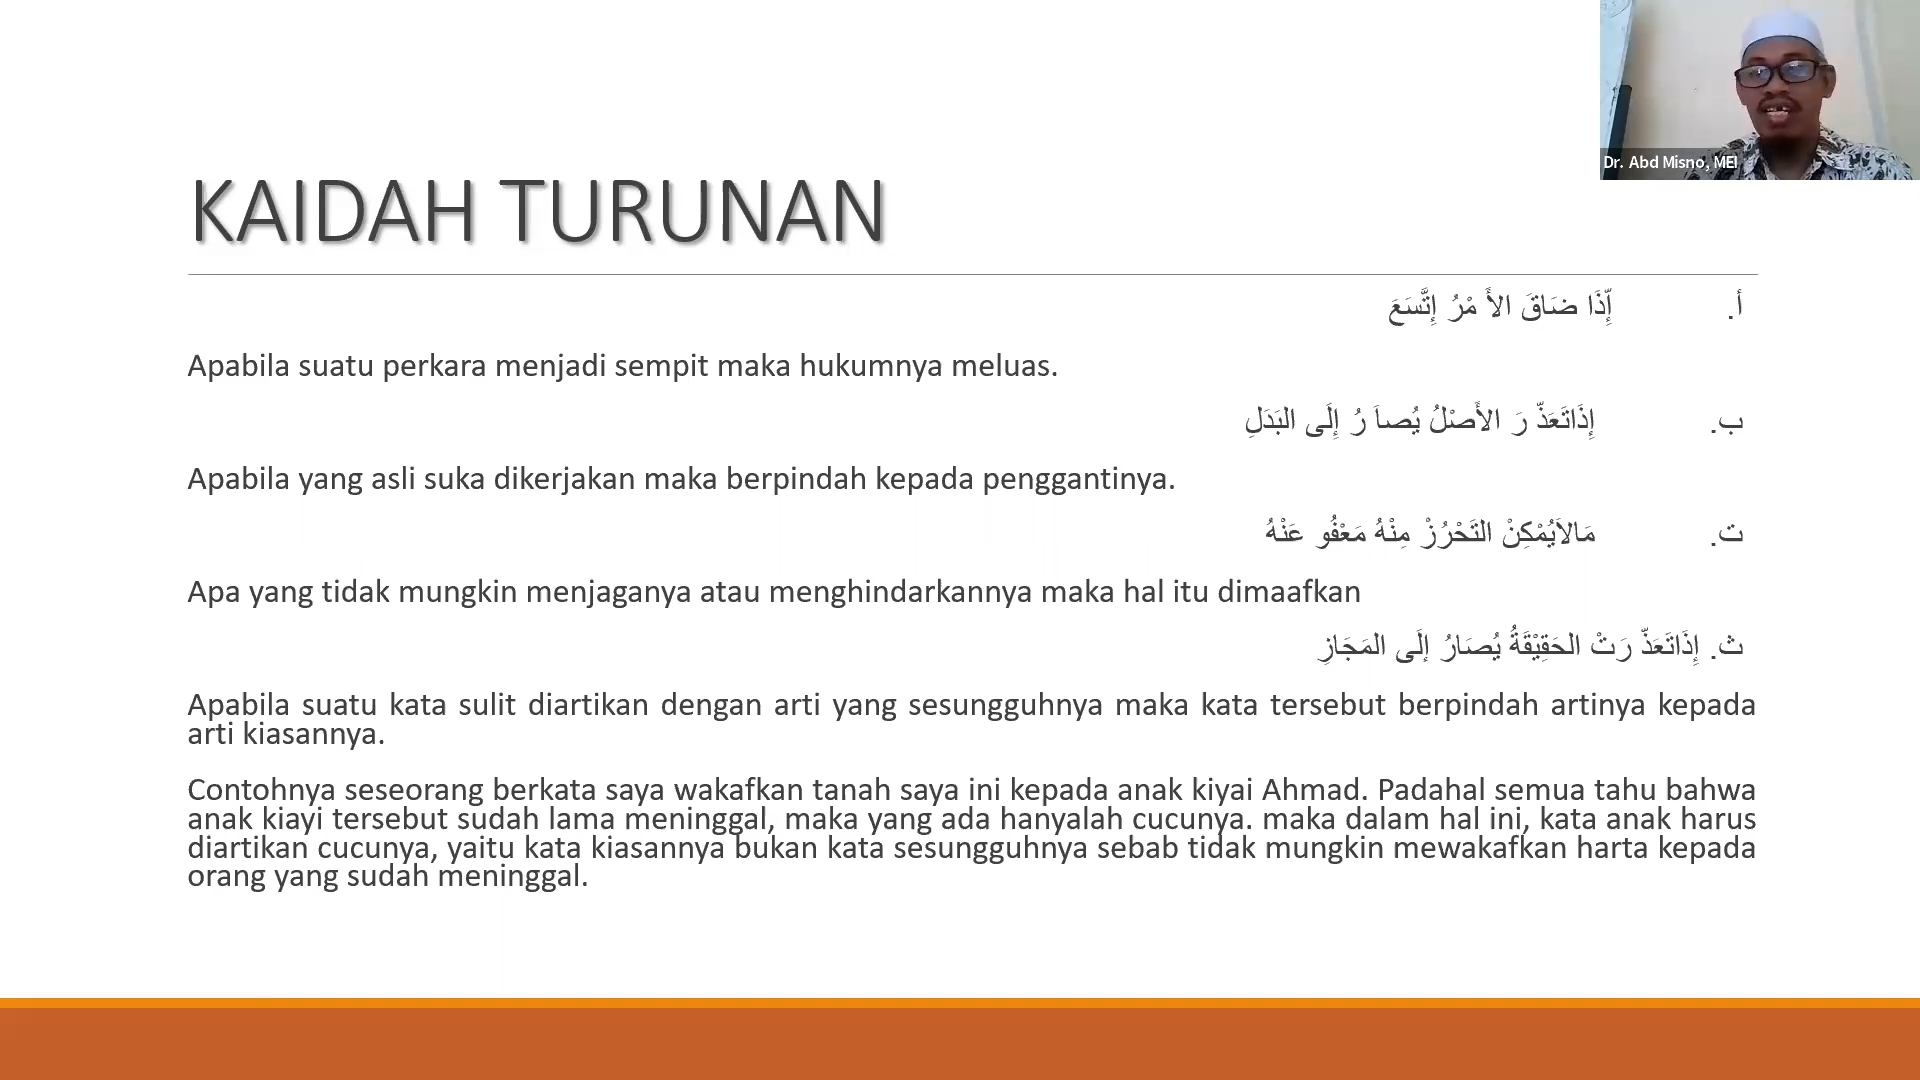 Dr. Abd Misno, MEI
KAIDAH TURUNAN
أ. إِّذَا ضَاقَ الأَ مْرُ إِتَّسَعَ
Apabila suatu perkara menjadi sempit maka hukumnya meluas.
ب. إِذَاتَعَذّ رَ الأَصْلُ يُصاَ رُ إِلَى البَدَلِ
Apabila yang asli suka dikerjakan maka berpindah kepada penggantinya.
ت. مَالاَيُمْكِنْ التَحْرُزْ مِنْهُ مَعْفُو عَنْهُ
Apa yang tidak mungkin menjaganya atau menghindarkannya maka hal itu dimaafkan
ث. إِذَاتَعَذّ رَتْ الحَقِيْقَةُ يُصَارُ إلَى المَجَازِ
Apabila suatu kata sulit diartikan dengan arti yang sesungguhnya maka kata tersebut berpindah artinya kepada
arti kiasannya.
Contohnya seseorang berkata saya wakafkan tanah saya ini kepada anak kiyai Ahmad. Padahal semua tahu bahwa
anak kiayi tersebut sudah lama meninggal, maka yang ada hanyalah cucunya. maka dalam hal ini, kata anak harus
diartikan cucunya, yaitu kata kiasannya bukan kata sesungguhnya sebab tidak mungkin mewakafkan harta kepada
orang yang sudah meninggal.